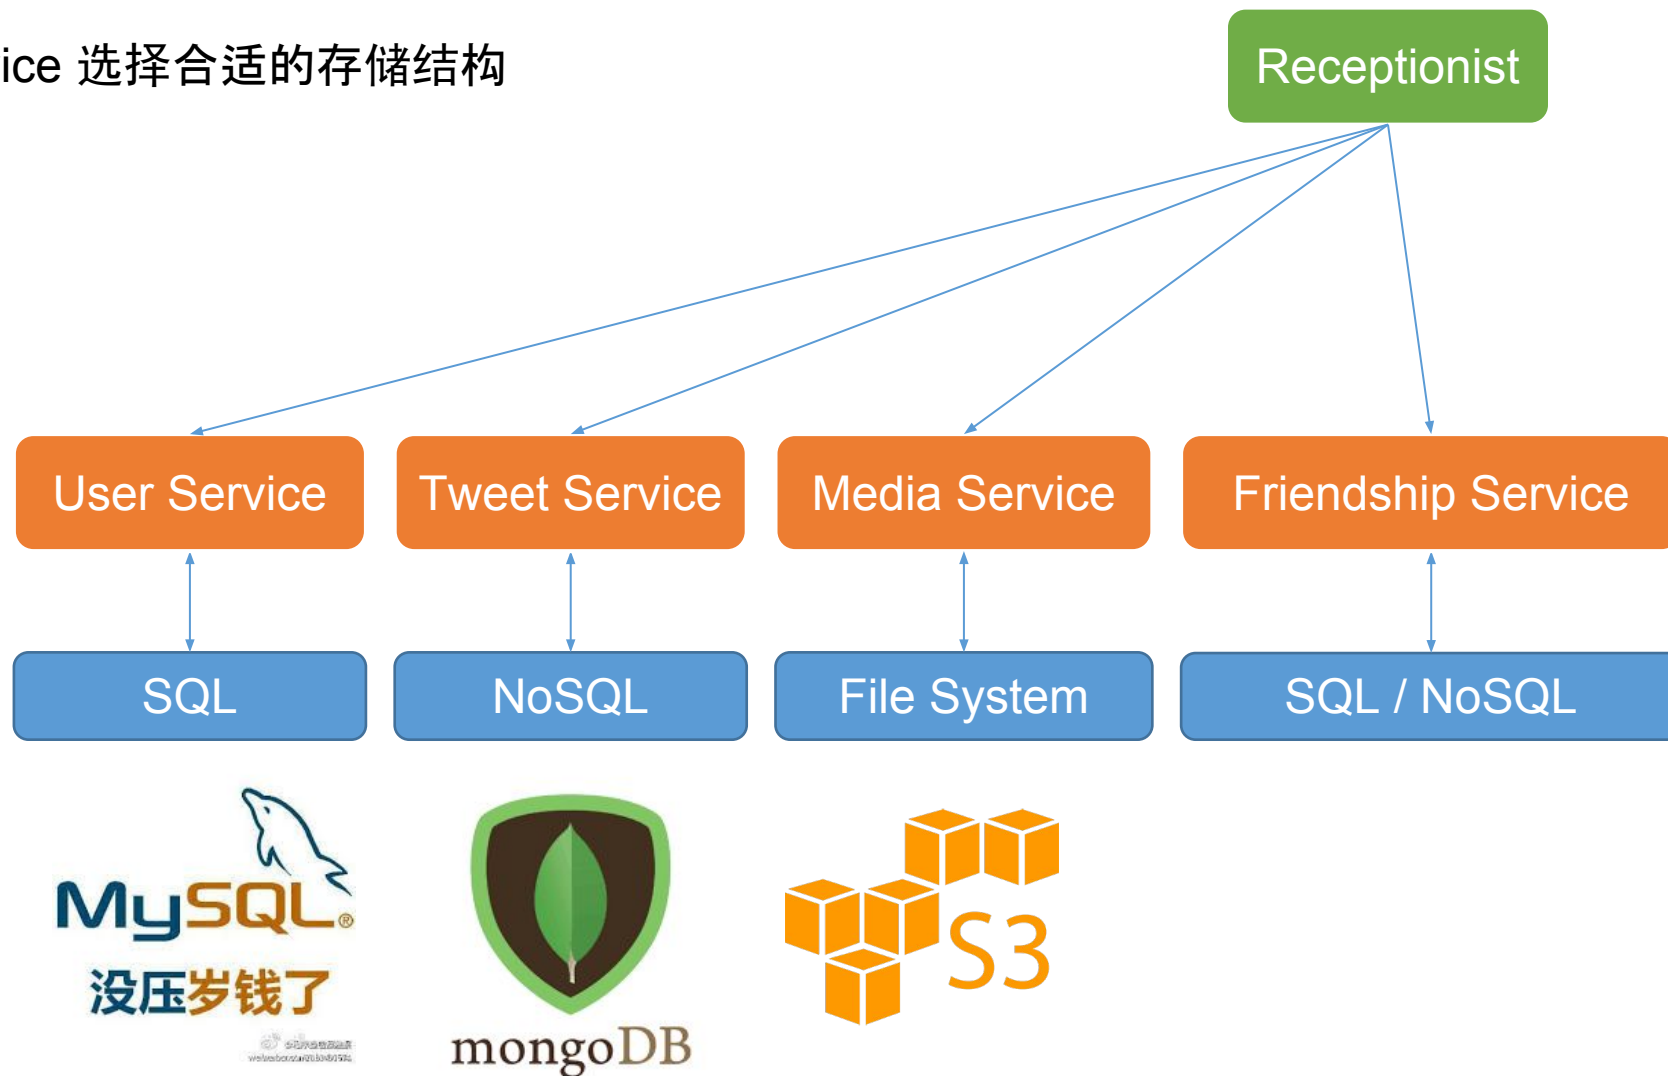 ice 选择合适的存储结构
Receptionist
User Service
Tweet Service
Media Service
Friendship Service
SQL
NoSQL
File System
SQL / NoSQL
MySQL®
没压岁钱了
mongoDB
S3